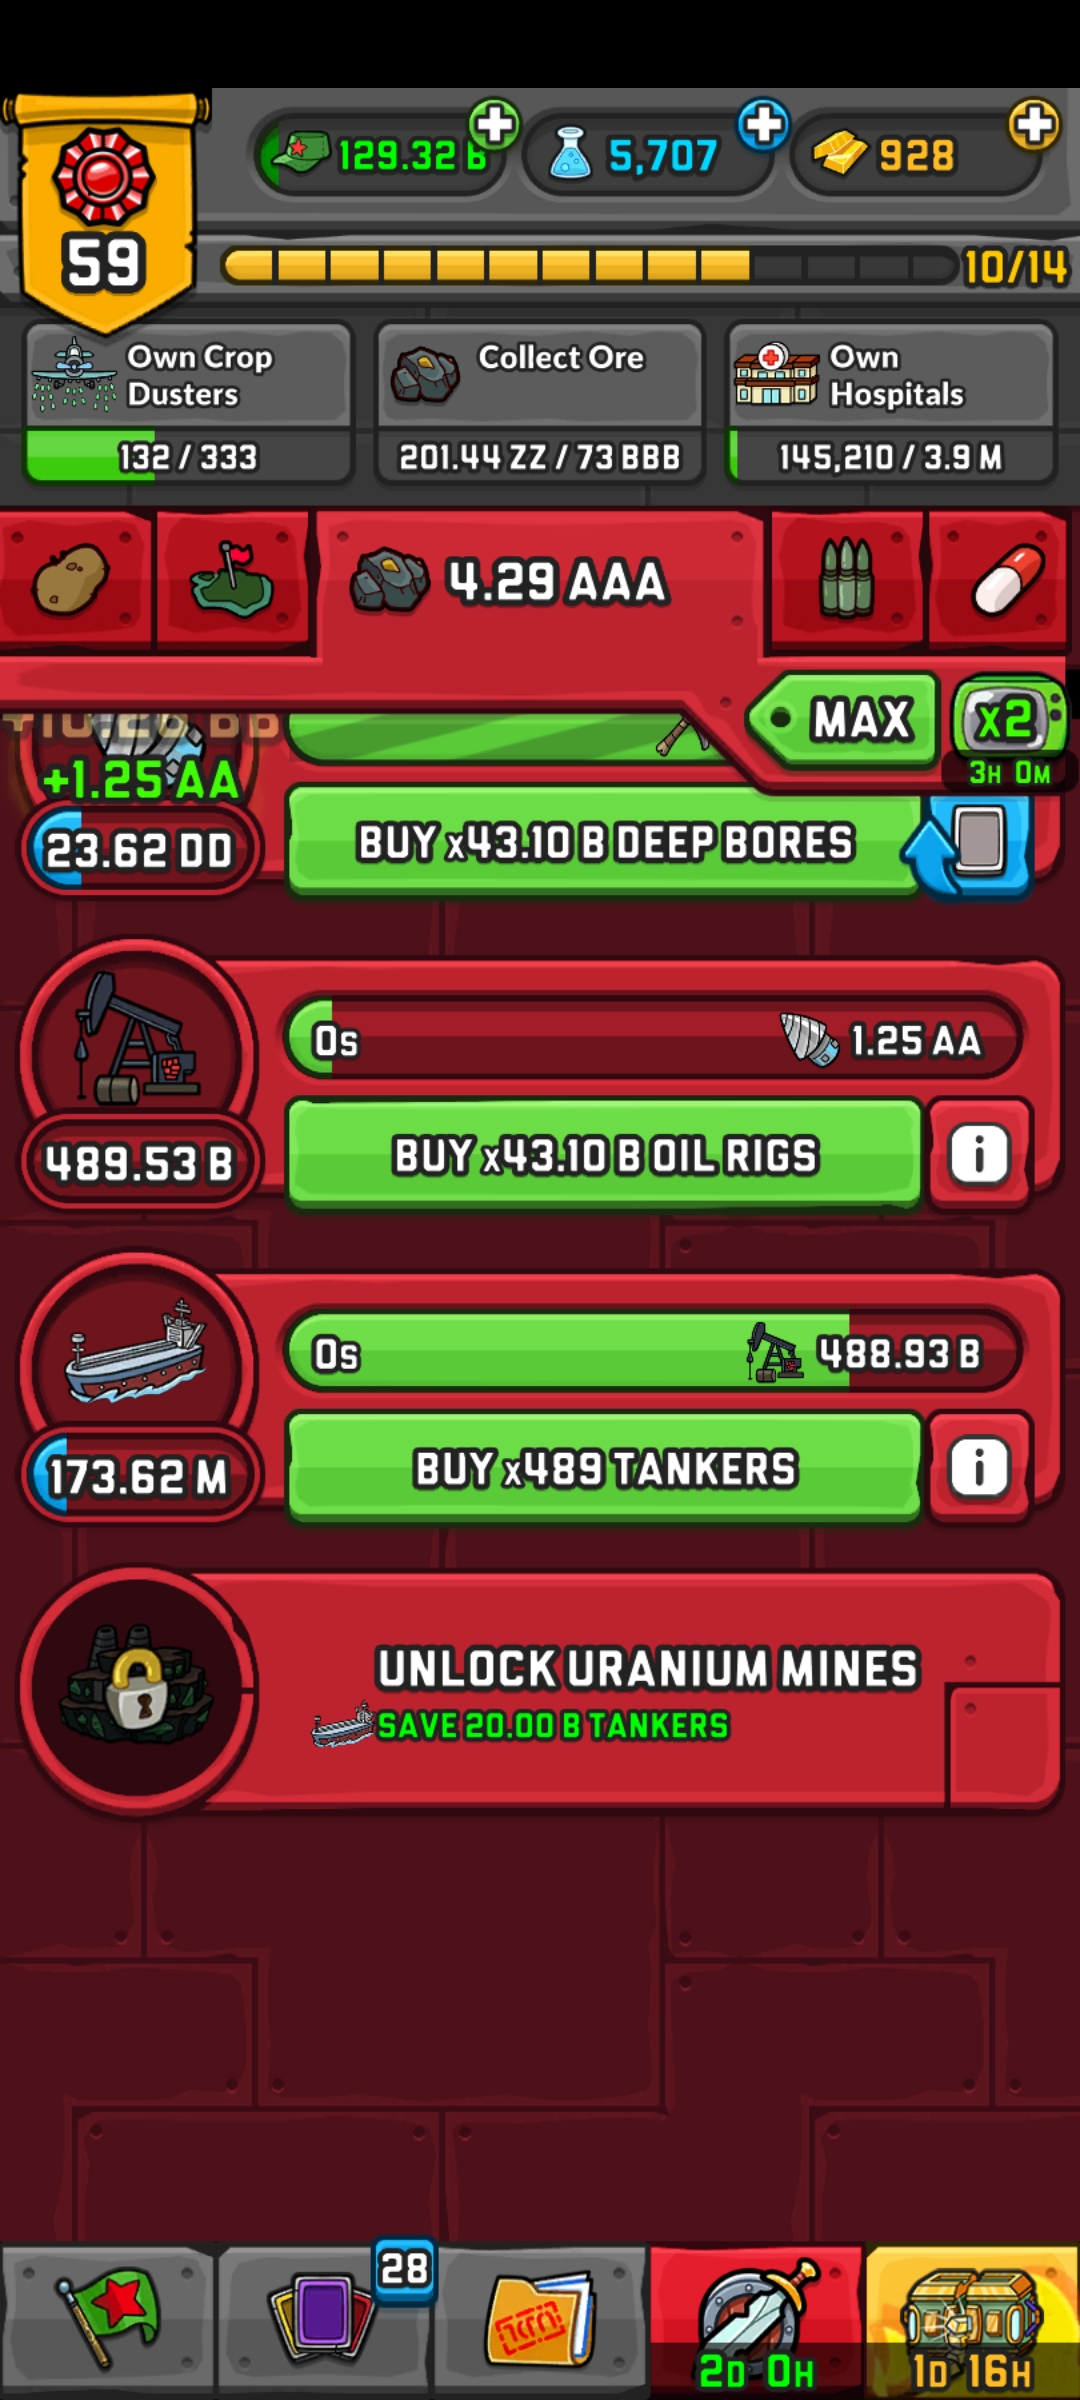 129.32 B
5,707
928
59
10/14
Own Crop
Dusters
132 / 333
Collect Ore
201.44 ZZ / 73 BBB
Own
Hospitals
145,210 / 3.9 M
4.29 AAA
MAX
x2
3H 0M
+10.26 BB
+1.25 AA
23.62 DD
BUY x43.10 B DEEP BORES
0s
1.25 AA
489.53 B
BUY x43.10 B OIL RIGS
i
0s
488.93 B
173.62 M
BUY x489 TANKERS
i
UNLOCK URANIUM MINES
SAVE 20.00 B TANKERS
28
2D 0H
1D 16H